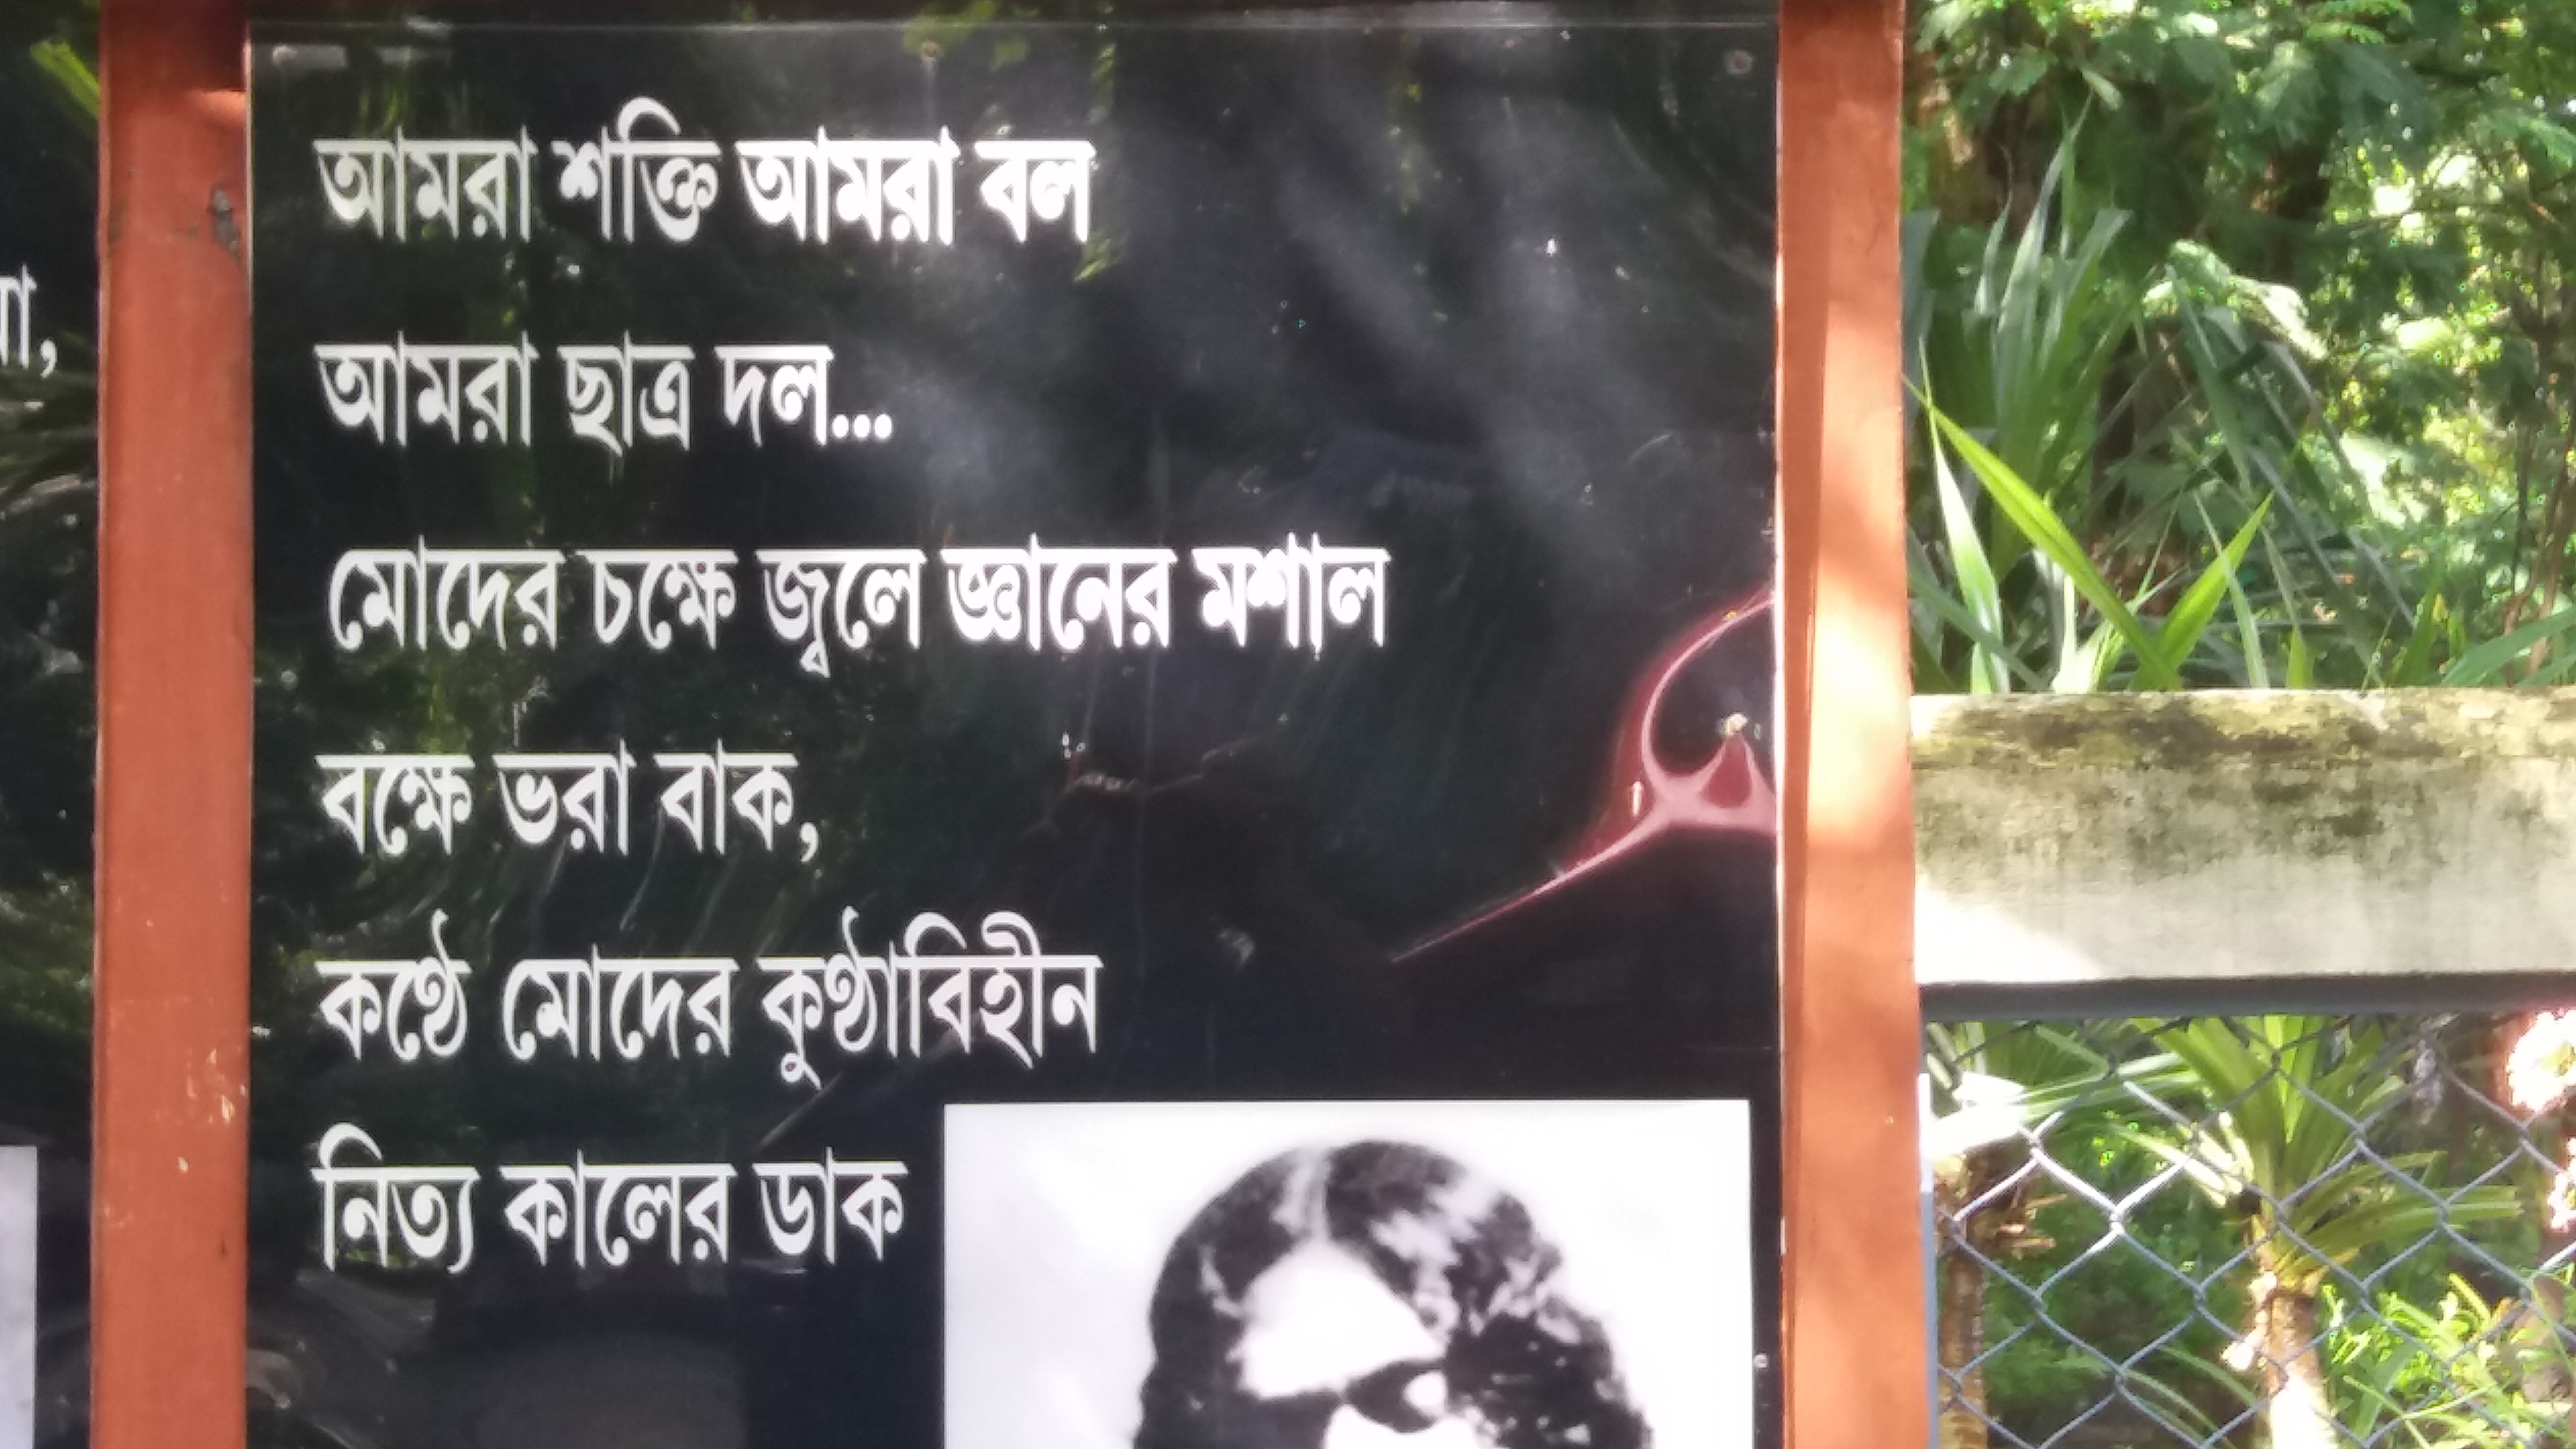 আমরা শক্তি আমরা বল
আমরা ছাত্র দল...
মোদের চক্ষে জ্বলে জ্ঞানের মশাল
বক্ষে ভরা বাক,
কণ্ঠে মোদের কুণ্ঠাবিহীন
নিত্য কালের ডাক